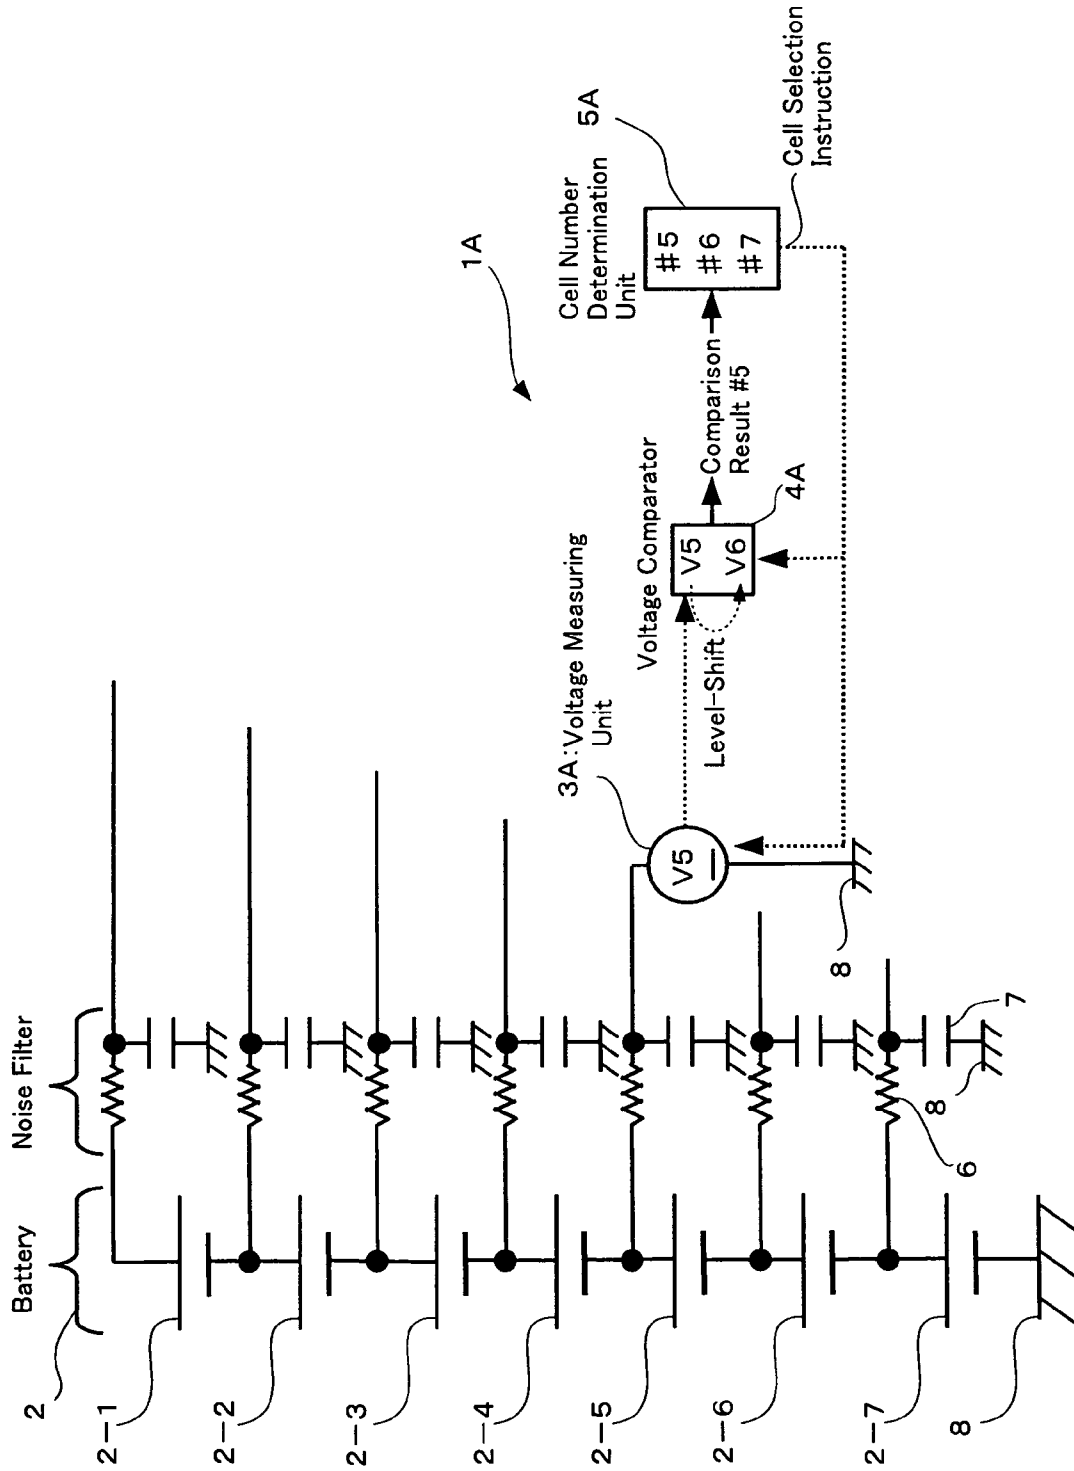 Battery
Noise Filter
2
2-1
2-2
2-3
2-4
2-5
2-6
2-7
8
6
8
7
8
3A:Voltage Measuring
Unit
V5
Level-Shift
Voltage Comparator
V5
V6
4A
Comparison
Result #5
1A
Cell Number
Determination
Unit
5A
#5
#6
#7
Cell Selection
Instruction